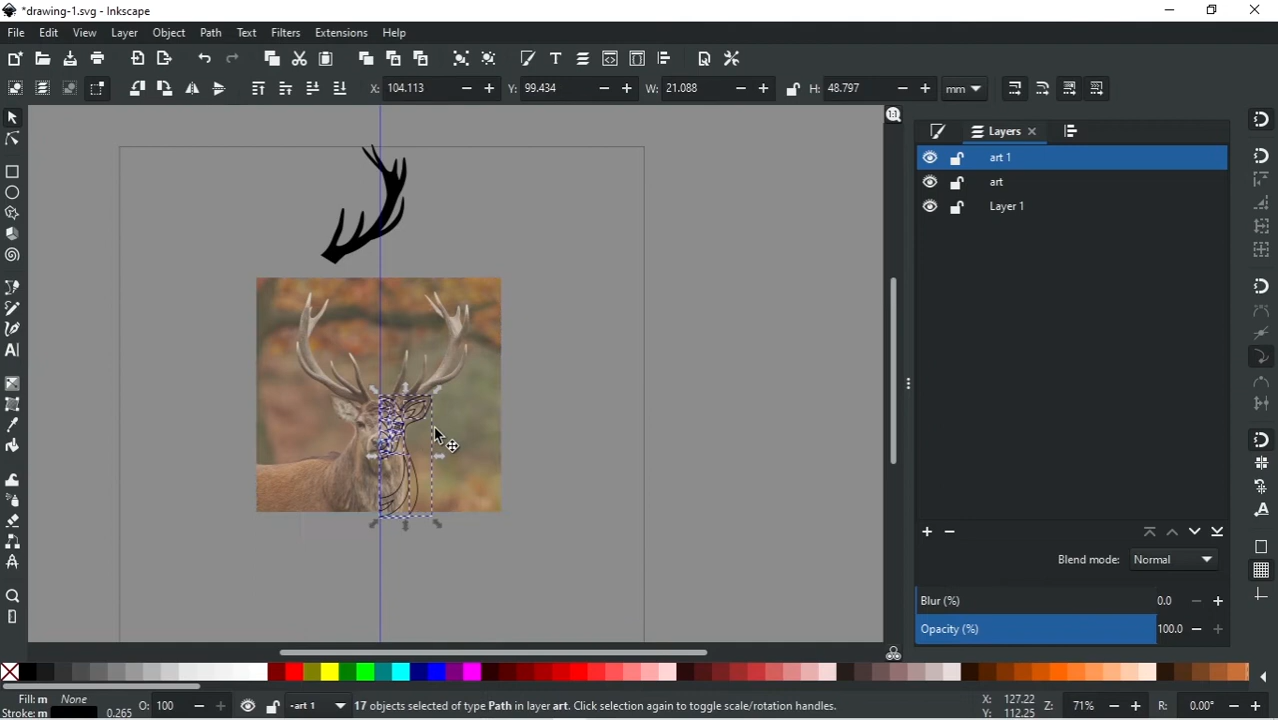 *drawing-1.svg - Inkscape
File Edit View Layer Object Path Text Filters Extensions Help
X: 104.113 Y: 99.434 W: 21.088 H: 48.797 mm
1:1
Layers
art 1
art
Layer 1
Blend mode: Normal
Blur (%) 0.0
Opacity (%) 100.0
Fill: m None O: 100 -art 1 17 objects selected of type Path in layer art. Click selection again to toggle scale/rotation handles. X: 127.22 Z: 71% R: 0.00°
Stroke: m 0.265 Y: 112.25